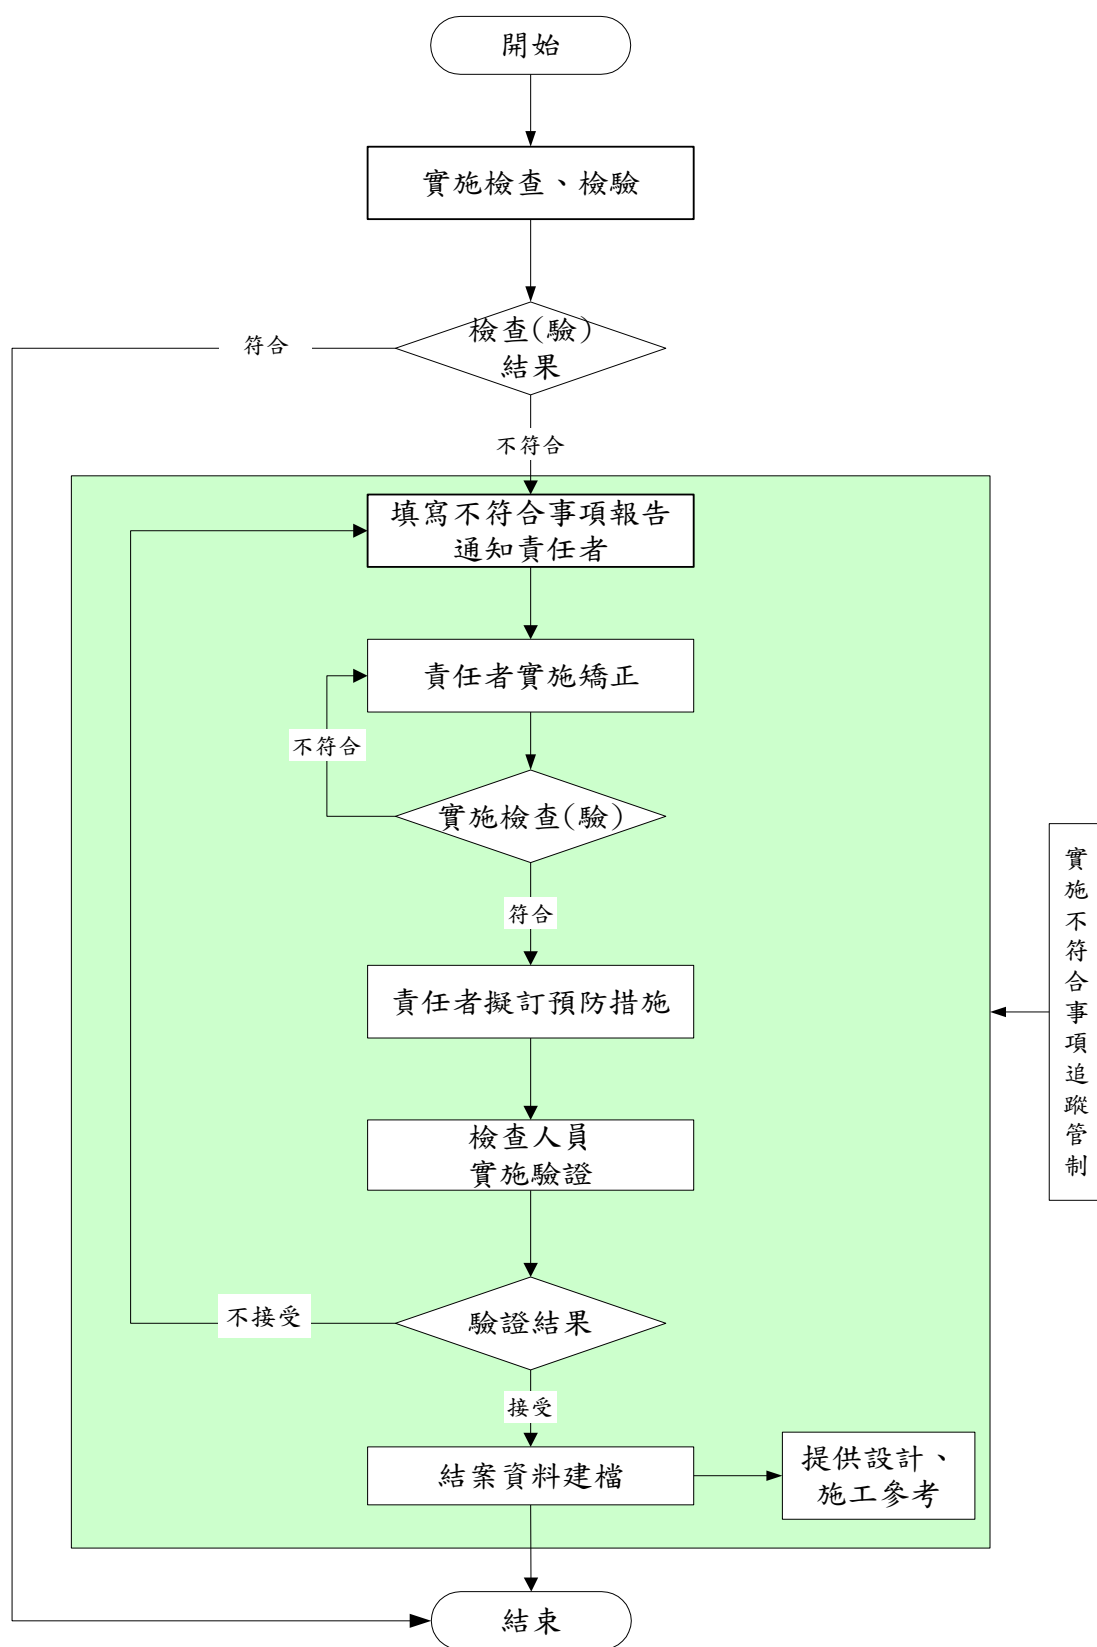 開始
實施檢查、檢驗
檢查(驗)
結果
符合
不符合
填寫不符合事項報告
通知責任者
責任者實施矯正
不符合
實施檢查(驗)
符合
責任者擬訂預防措施
檢查人員
實施驗證
驗證結果
不接受
接受
結案資料建檔
提供設計、
施工參考
實施不符合事項追蹤管制
結束